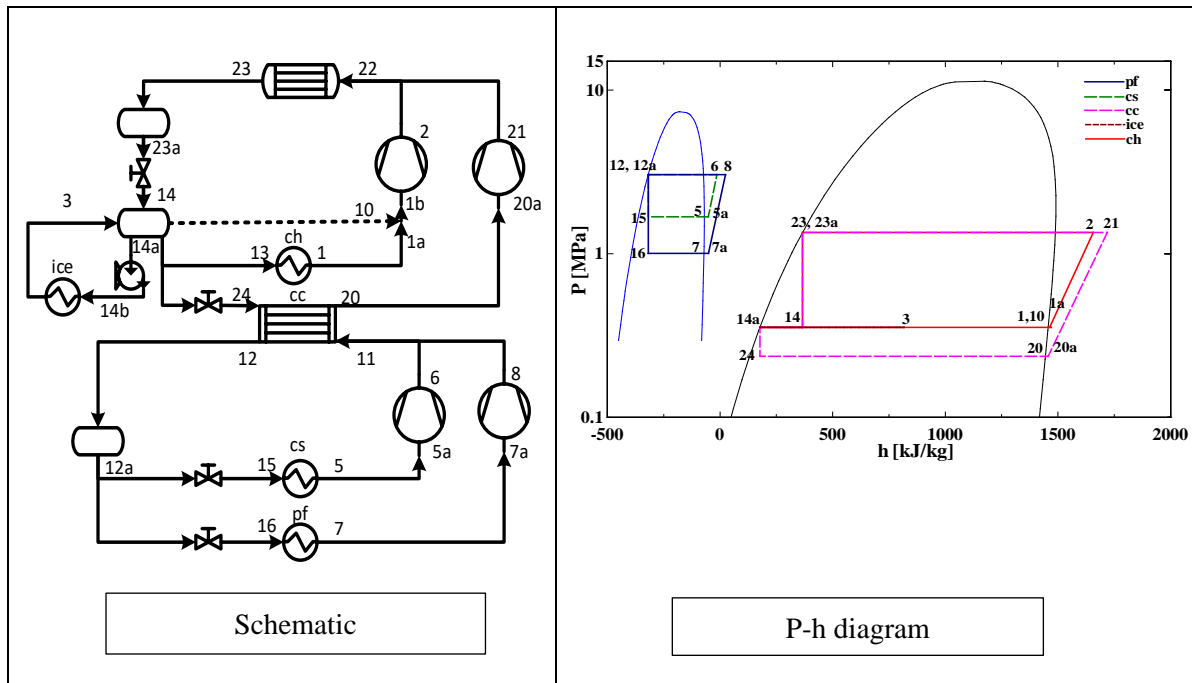 23
22
23a
2
21
14
3
10
1b
20a
14a
1a
ch
13
1
ice
cc
24
20
14b
12
11
6
8
12a
cs
15
5
5a
7a
pf
16
7
Schematic
15
10
1
0.1
P [MPa]
pf
cs
cc
ice
ch
12, 12a
6 8
15
5
5a
16
7
7a
23, 23a
2
21
14a
14
3
1a
1,10
24
20
20a
-500
0
500
1000
1500
2000
h [kJ/kg]
P-h diagram